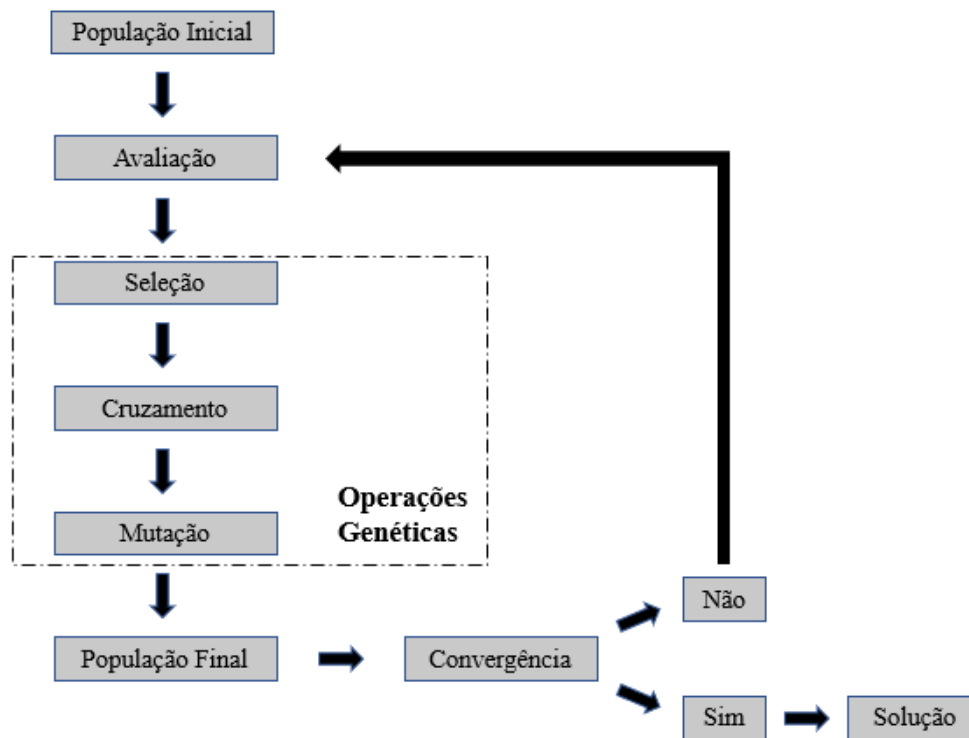 População Inicial
Avaliação
Seleção
Cruzamento
Mutação
Operações
Genéticas
População Final
Convergência
Não
Sim
Solução